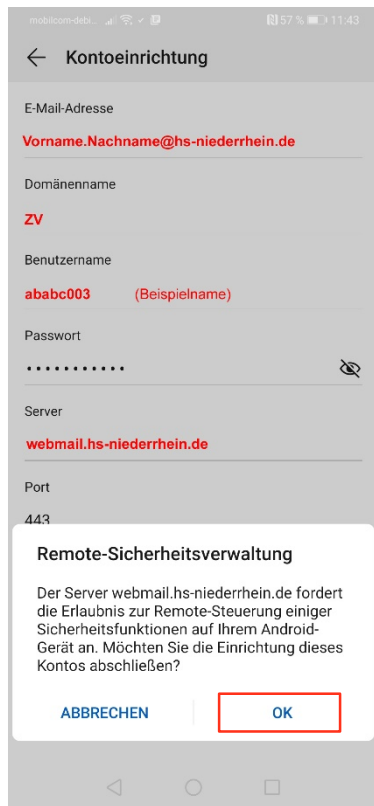 mobilcom-debi.. 57 % 11:43
Kontoeinrichtung
E-Mail-Adresse
Vorname.Nachname@hs-niederrhein.de
Domänenname
ZV
Benutzername
ababc003 (Beispielname)
Passwort
•••••••••••
Server
webmail.hs-niederrhein.de
Port
443
Remote-Sicherheitsverwaltung
Der Server webmail.hs-niederrhein.de fordert
die Erlaubnis zur Remote-Steuerung einiger
Sicherheitsfunktionen auf Ihrem Android-
Gerät an. Möchten Sie die Einrichtung dieses
Kontos abschließen?
ABBRECHEN OK